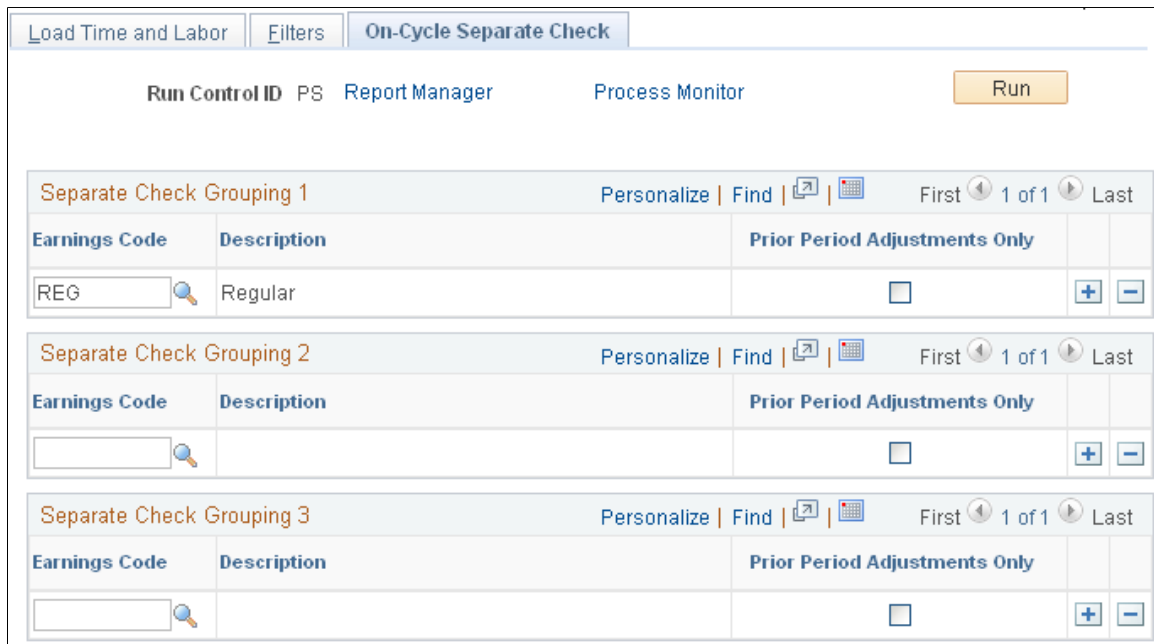 Load Time and Labor Filters On-Cycle Separate Check
Run Control ID PS Report Manager Process Monitor Run
Separate Check Grouping 1 Personalize | Find | | First 1 of 1 Last
Earnings Code Description Prior Period Adjustments Only
REG Regular
Separate Check Grouping 2 Personalize | Find | | First 1 of 1 Last
Earnings Code Description Prior Period Adjustments Only
Separate Check Grouping 3 Personalize | Find | | First 1 of 1 Last
Earnings Code Description Prior Period Adjustments Only